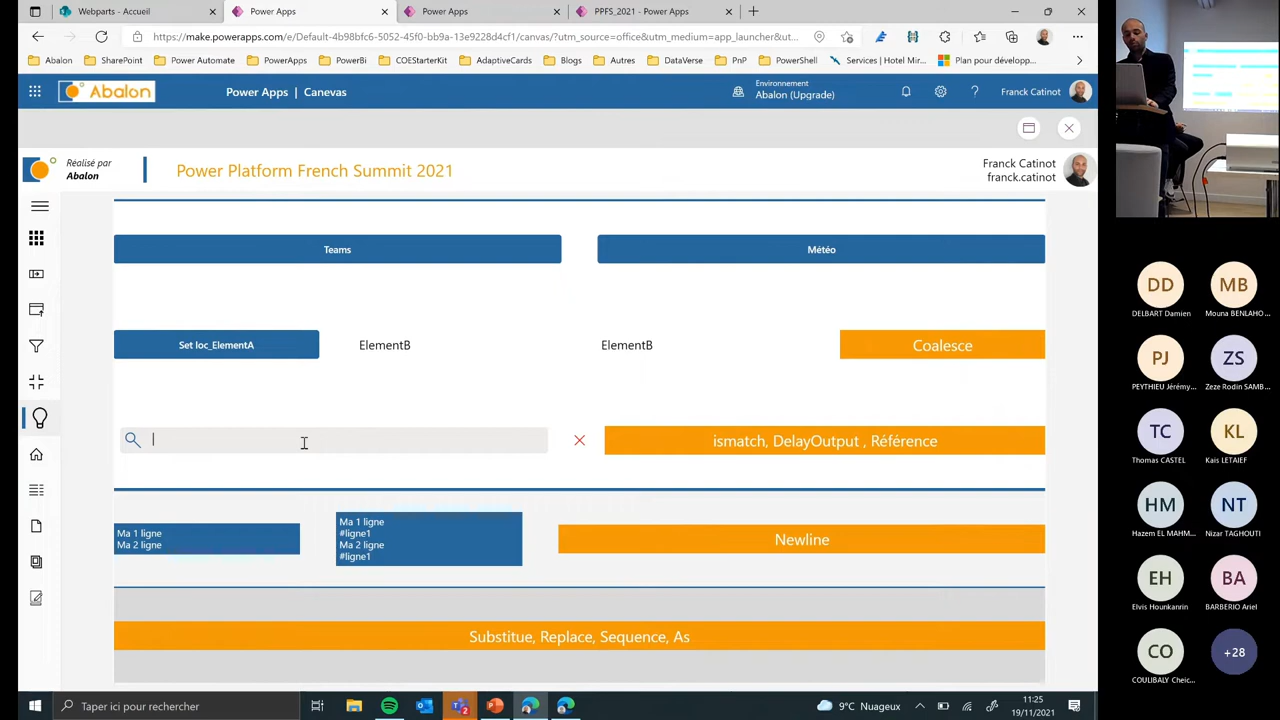 Webparts - Accueil
Power Apps
Power Apps
PPFS_2021 - Power Apps
https://make.powerapps.com/e/Default-4b98bfc6-5052-45f0-bb9a-13e9228d4cf1/canvas/?utm_source=office&utm_medium=app_launcher&ut...
Abalon
SharePoint
Power Automate
PowerApps
PowerBi
COEStarterKit
AdaptiveCards
Blogs
Autres
DataVerse
PnP
PowerShell
Services | Hotel Mir...
Plan pour développ...
Abalon
Power Apps | Canevas
Environnement
Abalon (Upgrade)
Franck Catinot
Réalisé par
Abalon
Power Platform French Summit 2021
Franck Catinot
franck.catinot
Teams
Météo
Set loc_ElementA
ElementB
ElementB
Coalesce
ismatch, DelayOutput , Référence
Ma 1 ligne
Ma 2 ligne
Ma 1 ligne
#ligne1
Ma 2 ligne
#ligne1
Newline
Substitue, Replace, Sequence, As
Taper ici pour rechercher
9°C Nuageux
11:25
19/11/2021
DD
DELBART Damien
MB
Mouna BENLAHO...
PJ
PEYTHIEU Jérémy...
ZS
Zeze Rodin SAMB...
TC
Thomas CASTEL
KL
Kais LETAIEF
HM
Hazem EL MAHM...
NT
Nizar TAGHOUTI
EH
Elvis Hounkanrin
BA
BARBERIO Ariel
CO
COULIBALY Cheic...
+28